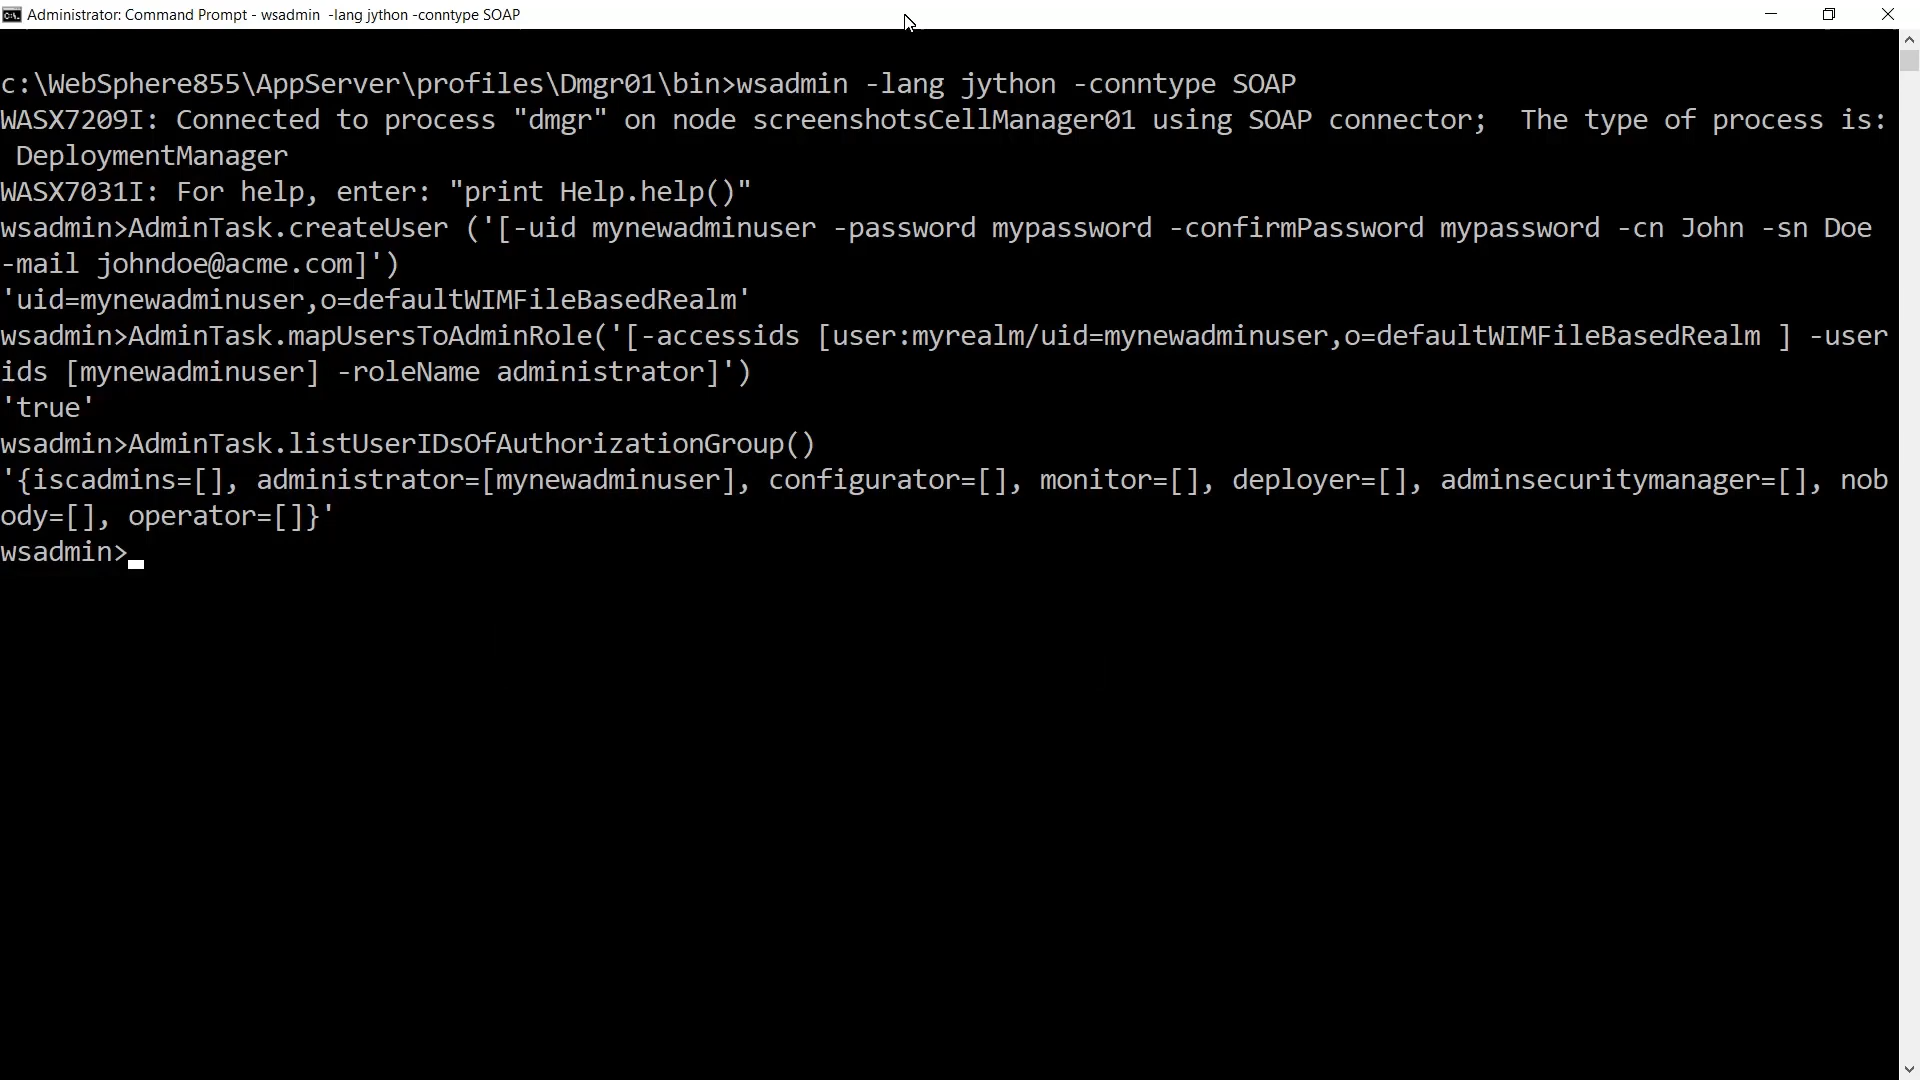 Administrator: Command Prompt - wsadmin  -lang jython -conntype SOAP
c:\WebSphere855\AppServer\profiles\Dmgr01\bin>wsadmin -lang jython -conntype SOAP
WASX7209I: Connected to process "dmgr" on node screenshotsCellManager01 using SOAP connector;  The type of process is:
 DeploymentManager
WASX7031I: For help, enter: "print Help.help()"
wsadmin>AdminTask.createUser ('[-uid mynewadminuser -password mypassword -confirmPassword mypassword -cn John -sn Doe
-mail johndoe@acme.com]')
'uid=mynewadminuser,o=defaultWIMFileBasedRealm'
wsadmin>AdminTask.mapUsersToAdminRole('[-accessids [user:myrealm/uid=mynewadminuser,o=defaultWIMFileBasedRealm ] -user
ids [mynewadminuser] -roleName administrator]')
'true'
wsadmin>AdminTask.listUserIDsOfAuthorizationGroup()
'{iscadmins=[], administrator=[mynewadminuser], configurator=[], monitor=[], deployer=[], adminsecuritymanager=[], nob
ody=[], operator=[]}'
wsadmin>